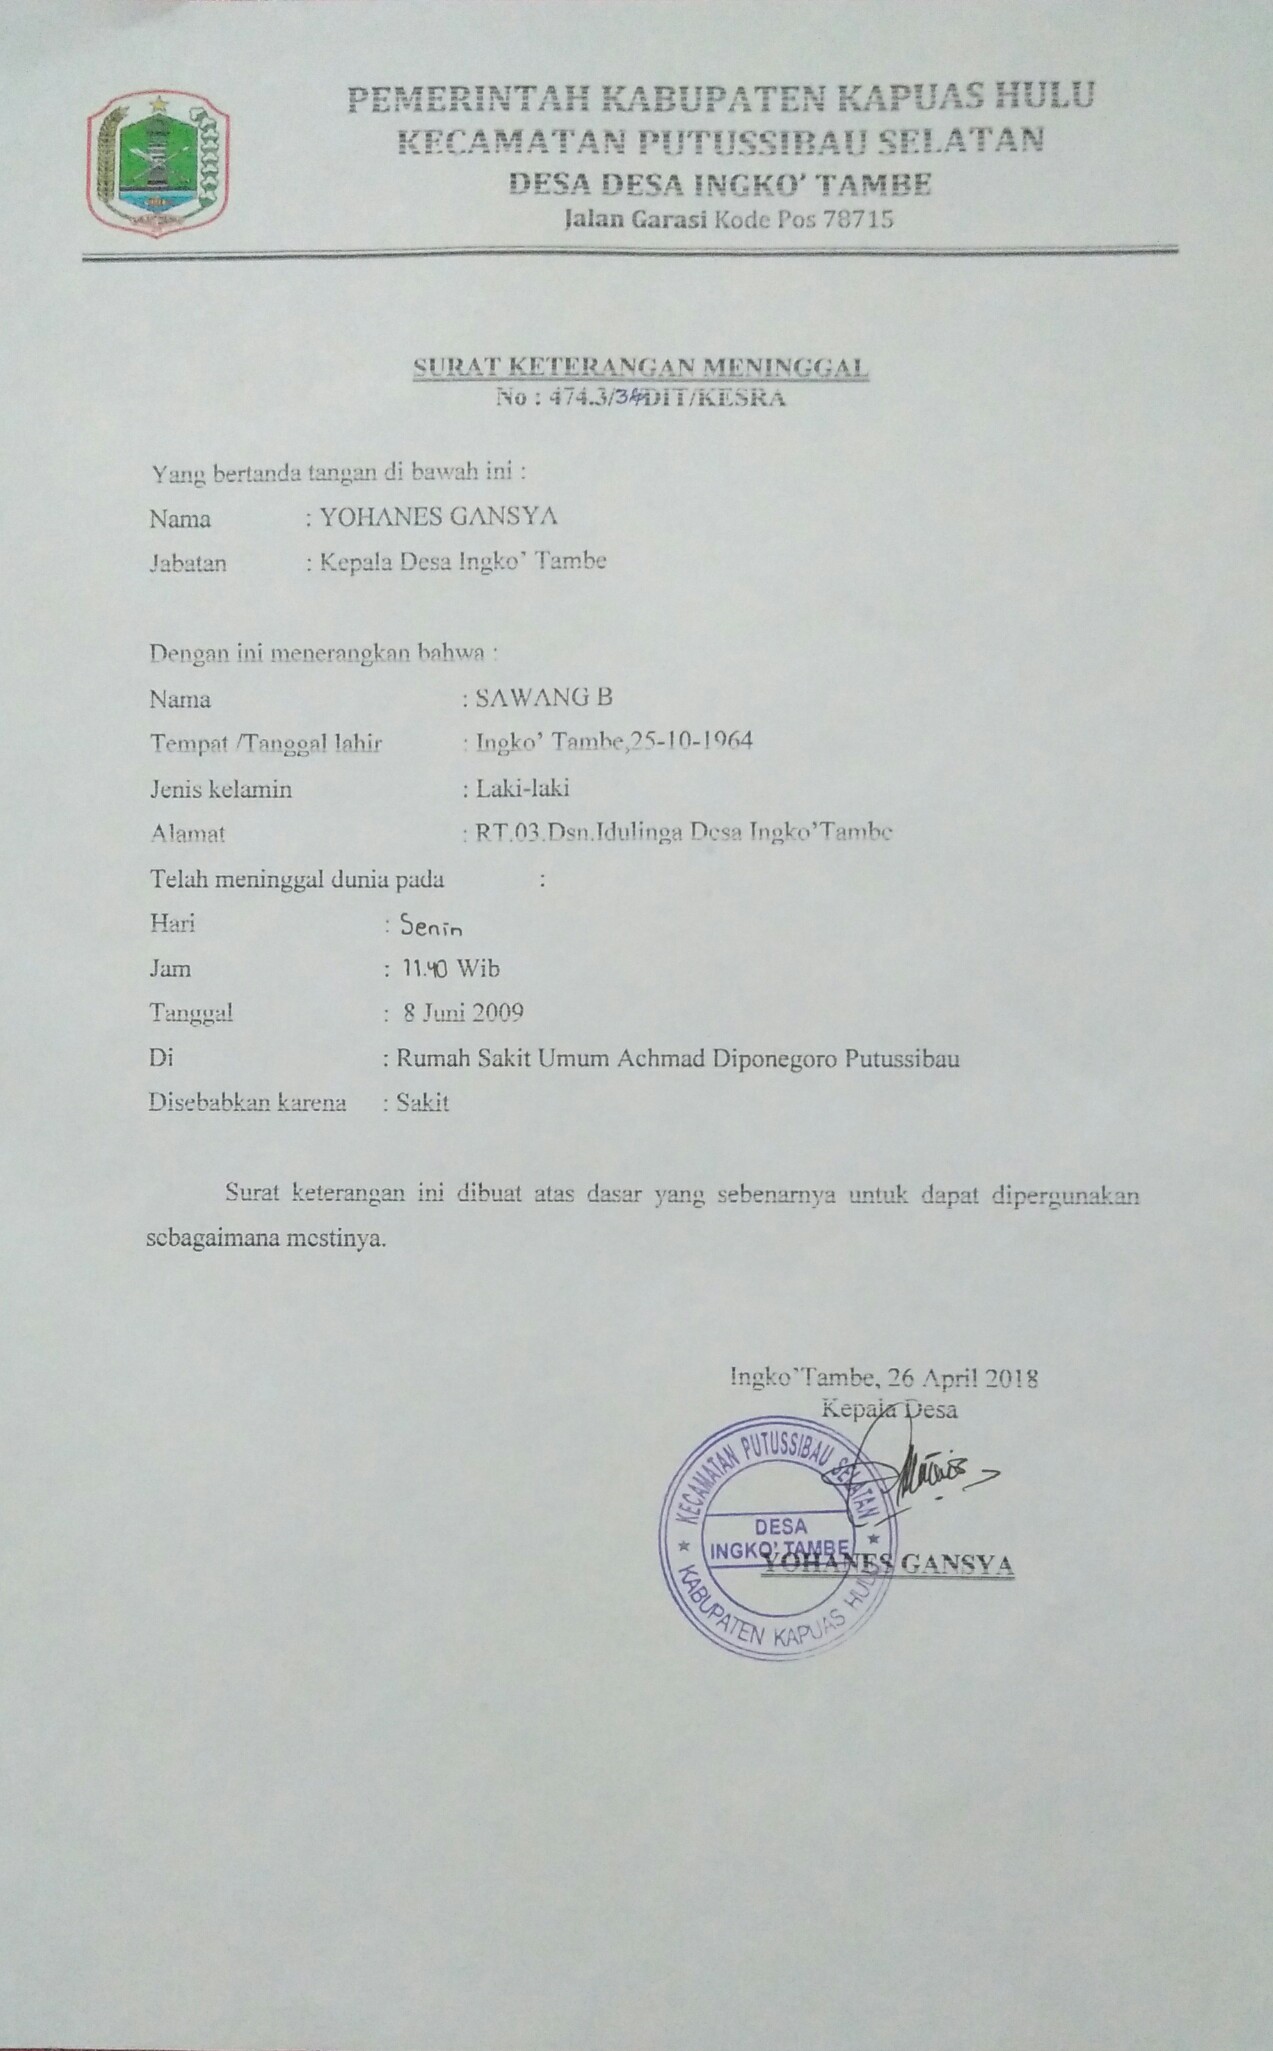 PEMERINTAH KABUPATEN KAPUAS HULU
KECAMATAN PUTUSSIBAU SELATAN
DESA DESA INGKO' TAMBE
Jalan Garasi Kode Pos 78715
SURAT KETERANGAN MENINGGAL
No : 474.3/34/DIT/KESRA
Yang bertanda tangan di bawah ini :
Nama : YOHANES GANSYA
Jabatan : Kepala Desa Ingko' Tambe
Dengan ini menerangkan bahwa :
Nama : SAWANG B
Tempat /Tanggal lahir : Ingko' Tambe,25-10-1964
Jenis kelamin : Laki-laki
Alamat : RT.03.Dsn.Idulinga Desa Ingko'Tambe
Telah meninggal dunia pada :
Hari : Senin
Jam : 11.40 Wib
Tanggal : 8 Juni 2009
Di : Rumah Sakit Umum Achmad Diponegoro Putussibau
Disebabkan karena : Sakit
Surat keterangan ini dibuat atas dasar yang sebenarnya untuk dapat dipergunakan
sebagaimana mestinya.
Ingko'Tambe, 26 April 2018
Kepala Desa
KECAMATAN PUTUSSIBAU SELATAN
DESA
INGKO' TAMBE
KABUPATEN KAPUAS HULU
YOHANES GANSYA